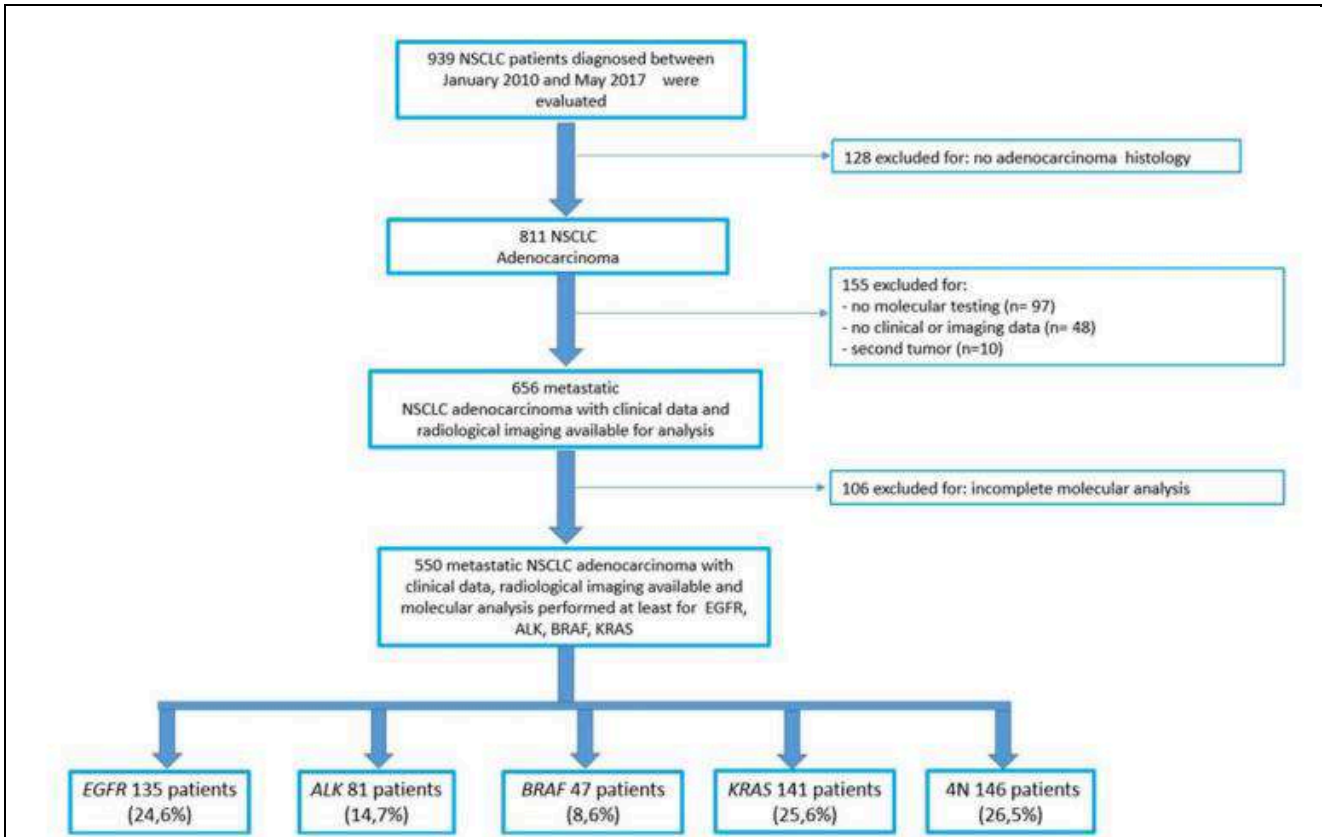 939 NSCLC patients diagnosed between
January 2010 and May 2017 were
evaluated
128 excluded for: no adenocarcinoma histology
811 NSCLC
Adenocarcinoma
155 excluded for:
- no molecular testing (n= 97)
- no clinical or imaging data (n= 48)
- second tumor (n=10)
656 metastatic
NSCLC adenocarcinoma with clinical data and
radiological imaging available for analysis
106 excluded for: incomplete molecular analysis
550 metastatic NSCLC adenocarcinoma with
clinical data, radiological imaging available and
molecular analysis performed at least for EGFR,
ALK, BRAF, KRAS
EGFR 135 patients
(24,6%)
ALK 81 patients
(14,7%)
BRAF 47 patients
(8,6%)
KRAS 141 patients
(25,6%)
4N 146 patients
(26,5%)